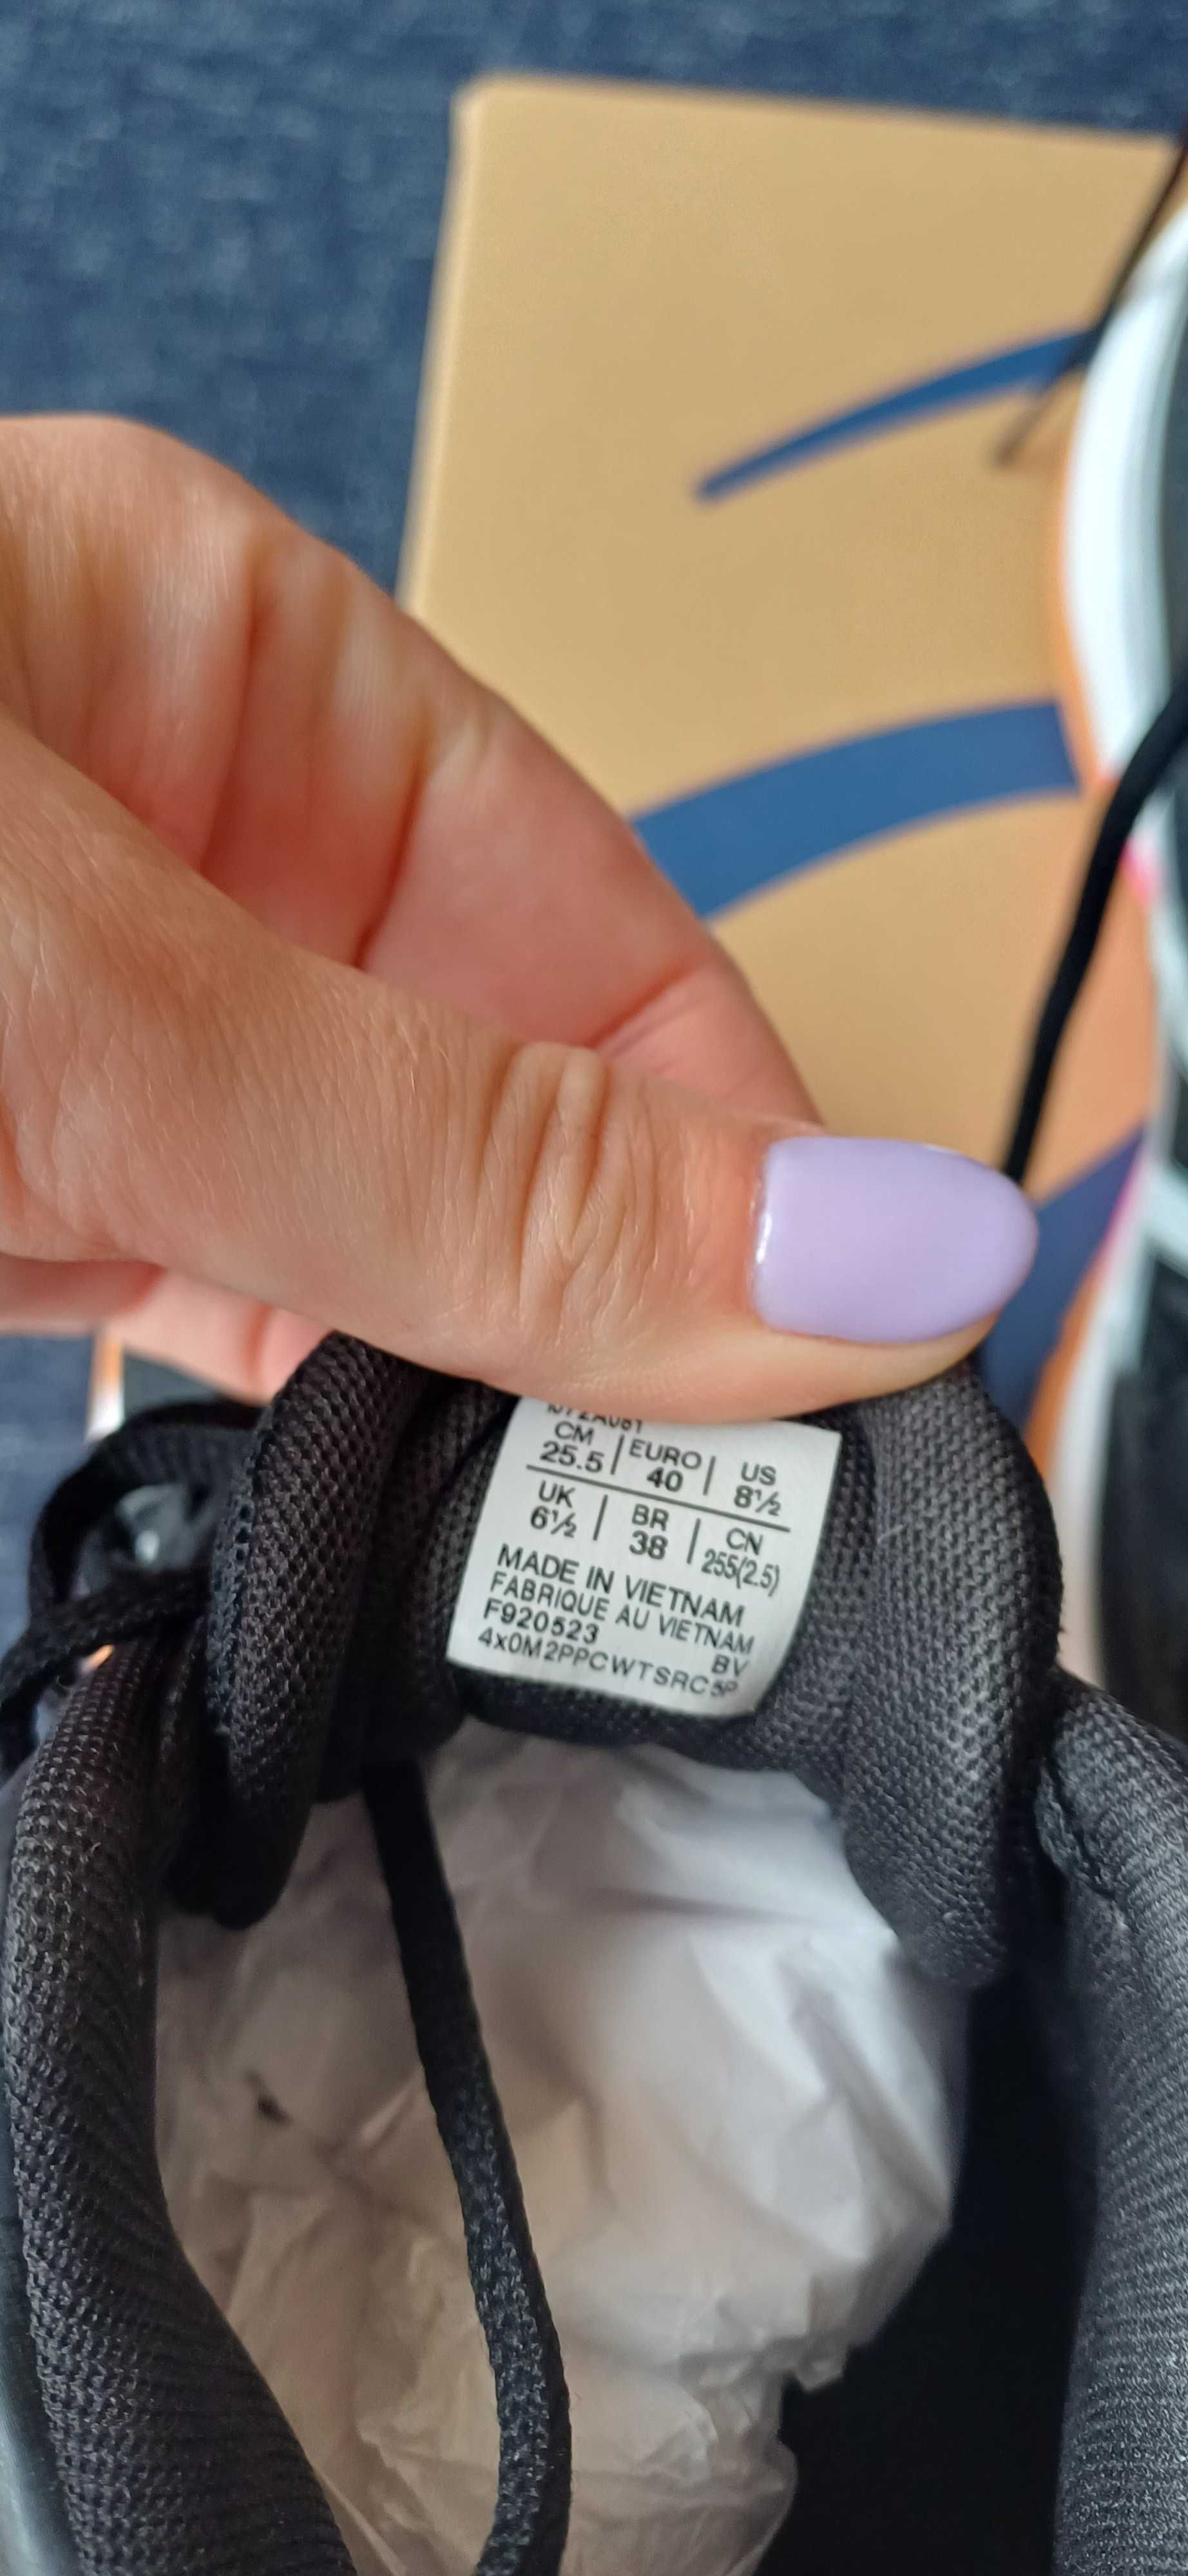 1072A081
CM | EURO | US
25.5 | 40 | 8½
UK | BR | CN
6½ | 38 | 255(2.5)
MADE IN VIETNAM
FABRIQUE AU VIETNAM
F920523 BV
4x0M2PPCWTSRC5P